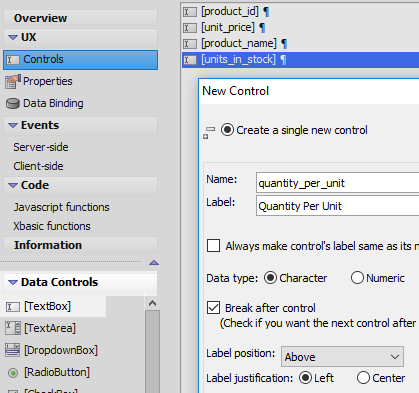 Overview
UX
Controls
Properties
Data Binding
Events
Server-side
Client-side
Code
Javascript functions
Xbasic functions
Information
Data Controls
[TextBox]
[TextArea]
[DropdownBox]
[RadioButton]
[CheckBox]
[product_id] ¶
[unit_price] ¶
[product_name] ¶
[units_in_stock] ¶
New Control
Create a single new control
Name: quantity_per_unit
Label: Quantity Per Unit
Always make control's label same as its
Data type: Character Numeric
Break after control
(Check if you want the next control after
Label position: Above
Label justification: Left Center